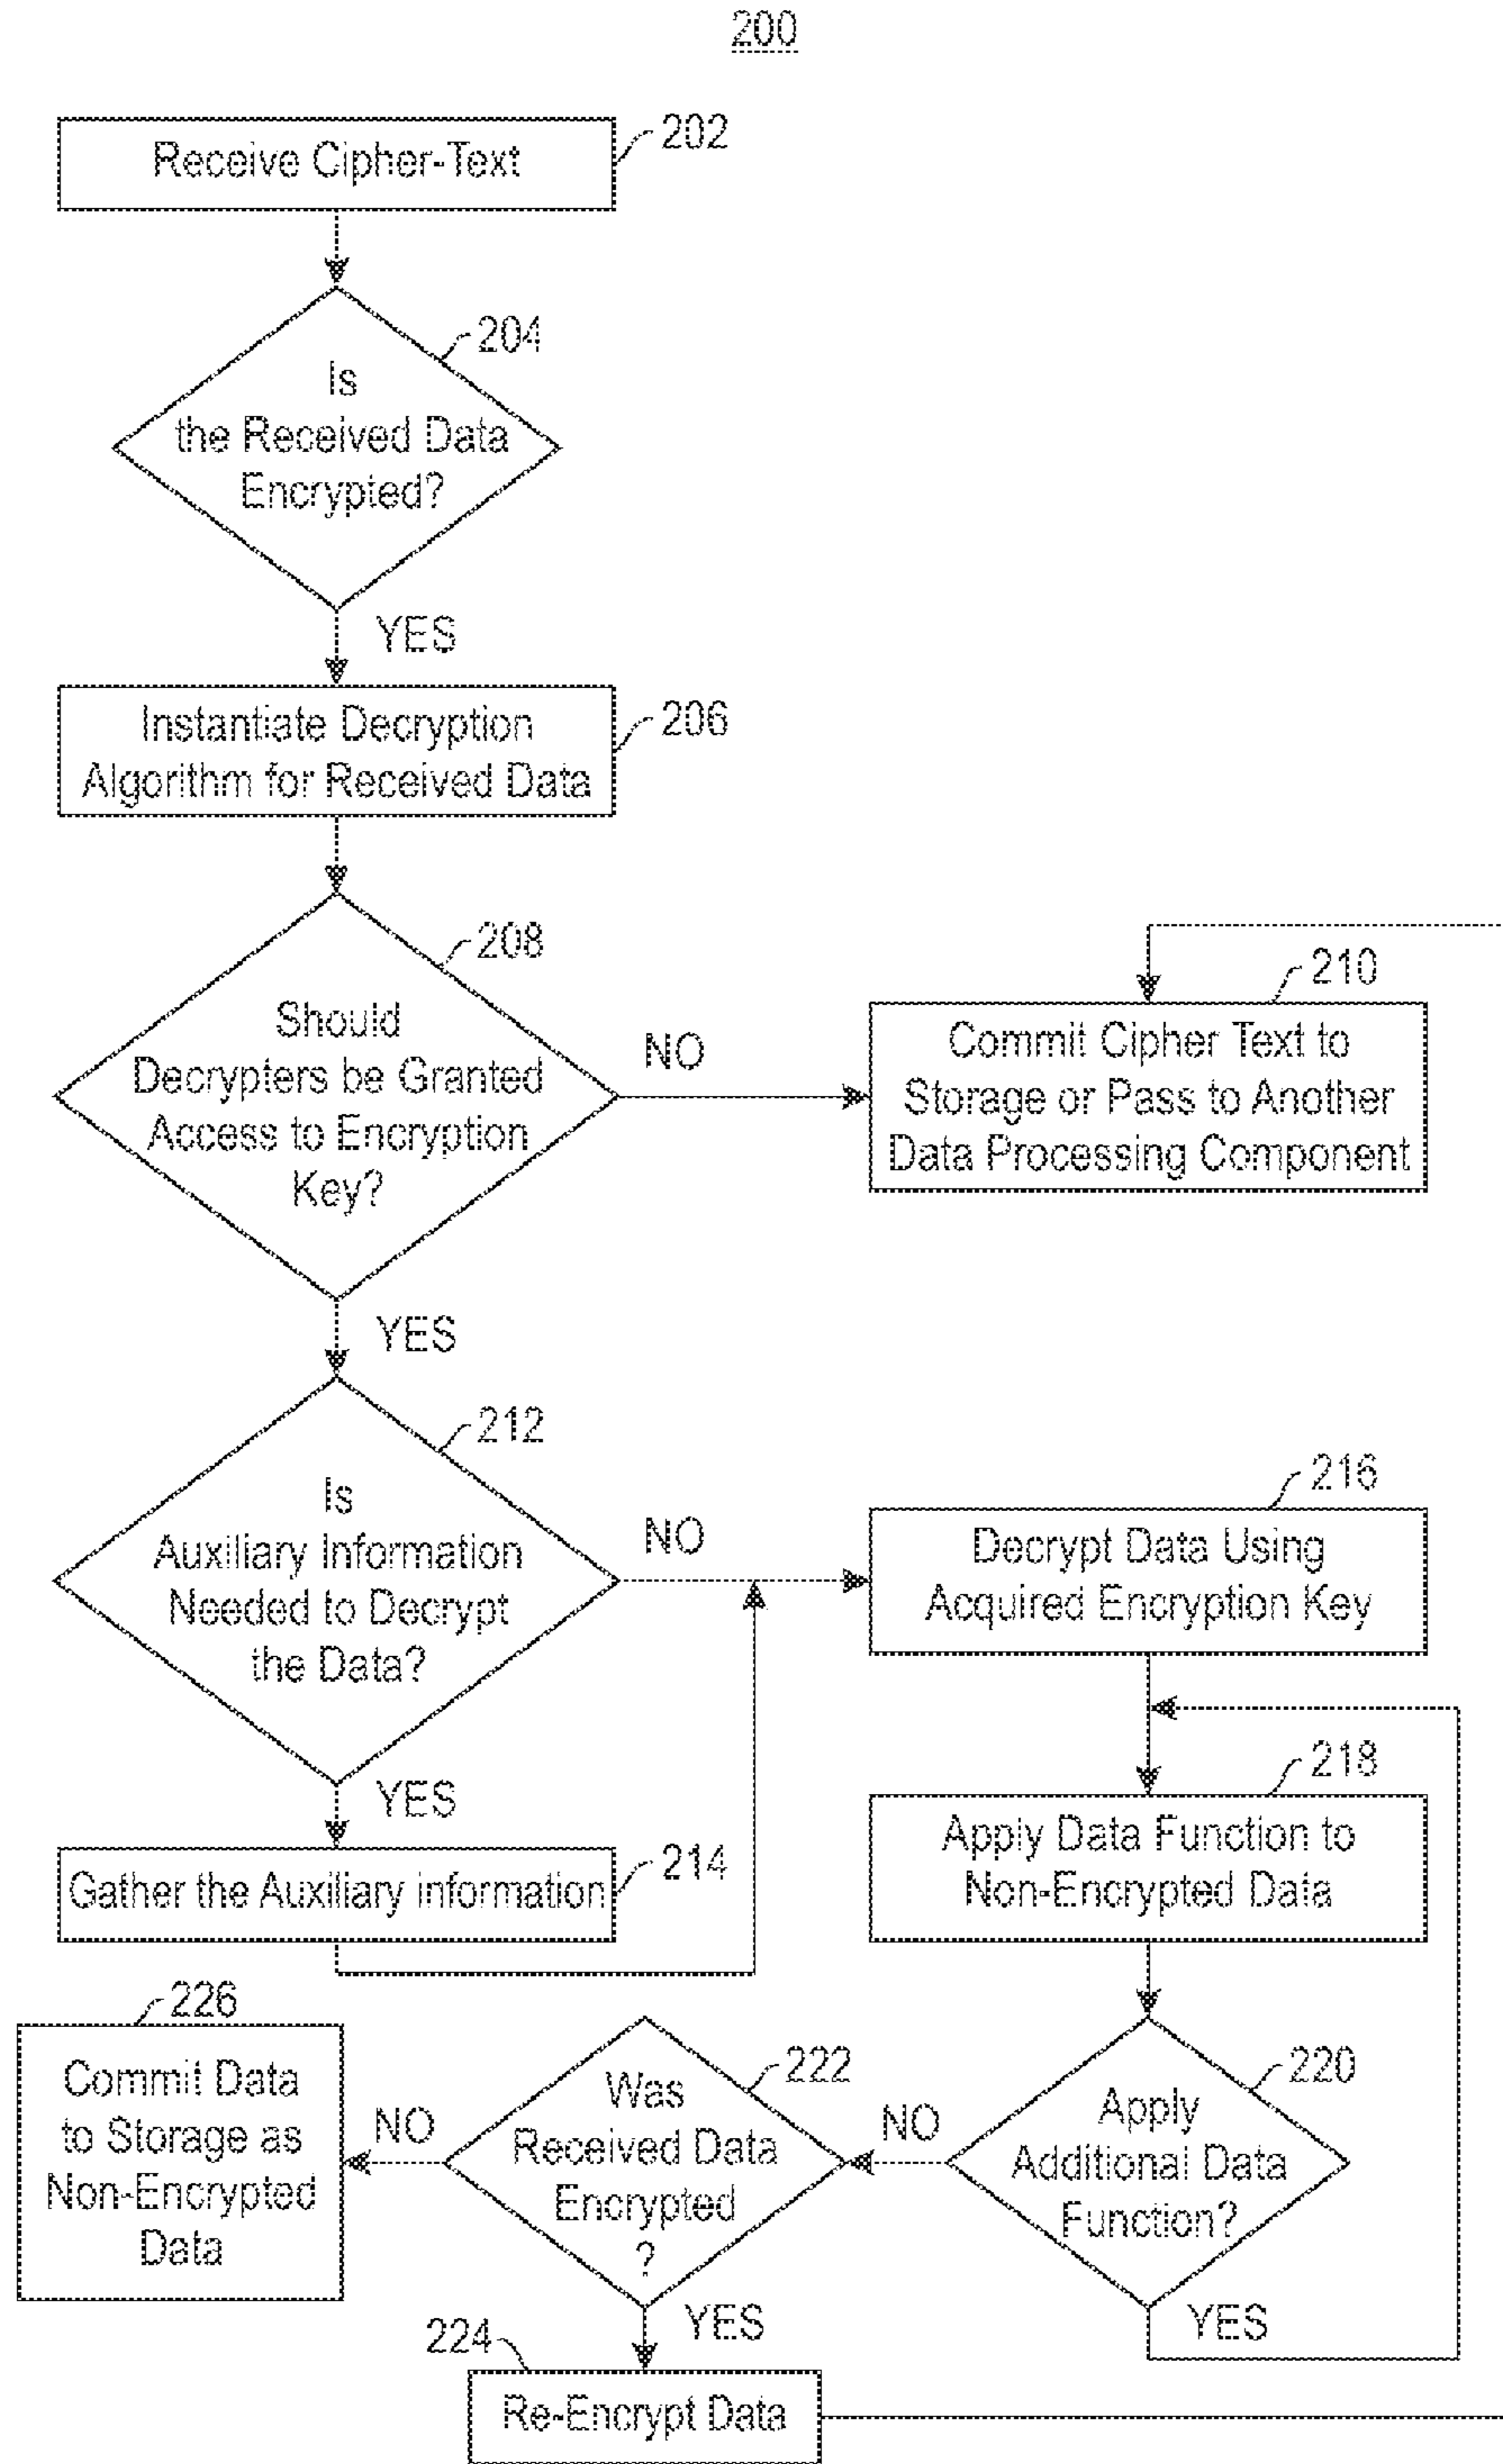 200
Receive Cipher-Text
202
204
Is
the Received Data
Encrypted?
YES
Instantiate Decryption
Algorithm for Received Data
206
208
Should
Decrypters be Granted
Access to Encryption
Key?
NO
210
Commit Cipher Text to
Storage or Pass to Another
Data Processing Component
YES
212
Is
Auxiliary Information
Needed to Decrypt
the Data?
NO
216
Decrypt Data Using
Acquired Encryption Key
YES
Gather the Auxiliary information
214
218
Apply Data Function to
Non-Encrypted Data
220
Apply
Additional Data
Function?
NO
YES
222
Was
Received Data
Encrypted
?
NO
226
Commit Data
to Storage as
Non-Encrypted
Data
YES
224
Re-Encrypt Data